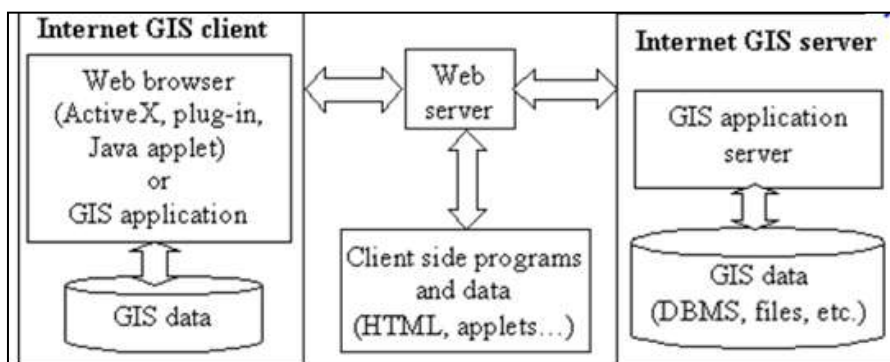 Internet GIS client
Web browser
(ActiveX, plug-in,
Java applet)
or
GIS application
GIS data
Web
server
Client side programs
and data
(HTML, applets...)
Internet GIS server
GIS application
server
GIS data
(DBMS, files, etc.)